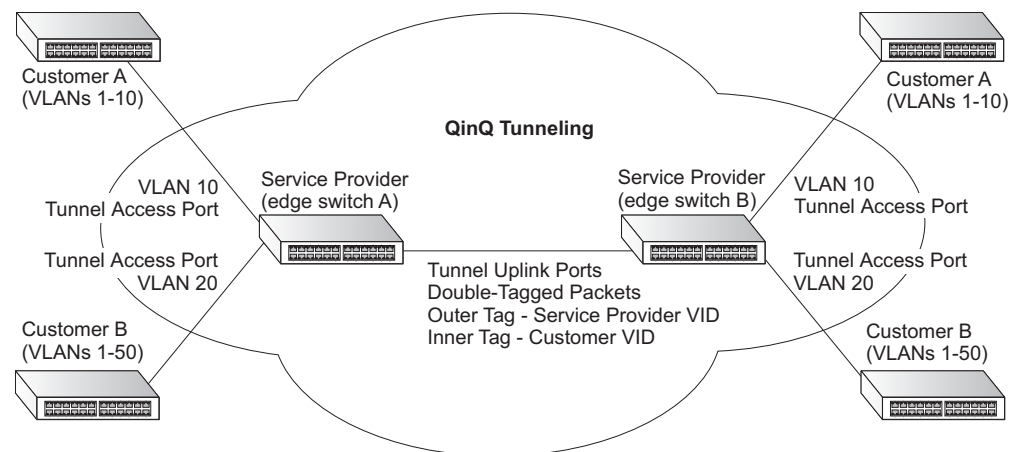 Customer A
(VLANs 1-10)
Customer A
(VLANs 1-10)
QinQ Tunneling
VLAN 10
Tunnel Access Port
Service Provider
(edge switch A)
Service Provider
(edge switch B)
VLAN 10
Tunnel Access Port
Tunnel Access Port
VLAN 20
Tunnel Uplink Ports
Double-Tagged Packets
Outer Tag - Service Provider VID
Inner Tag - Customer VID
Tunnel Access Port
VLAN 20
Customer B
(VLANs 1-50)
Customer B
(VLANs 1-50)